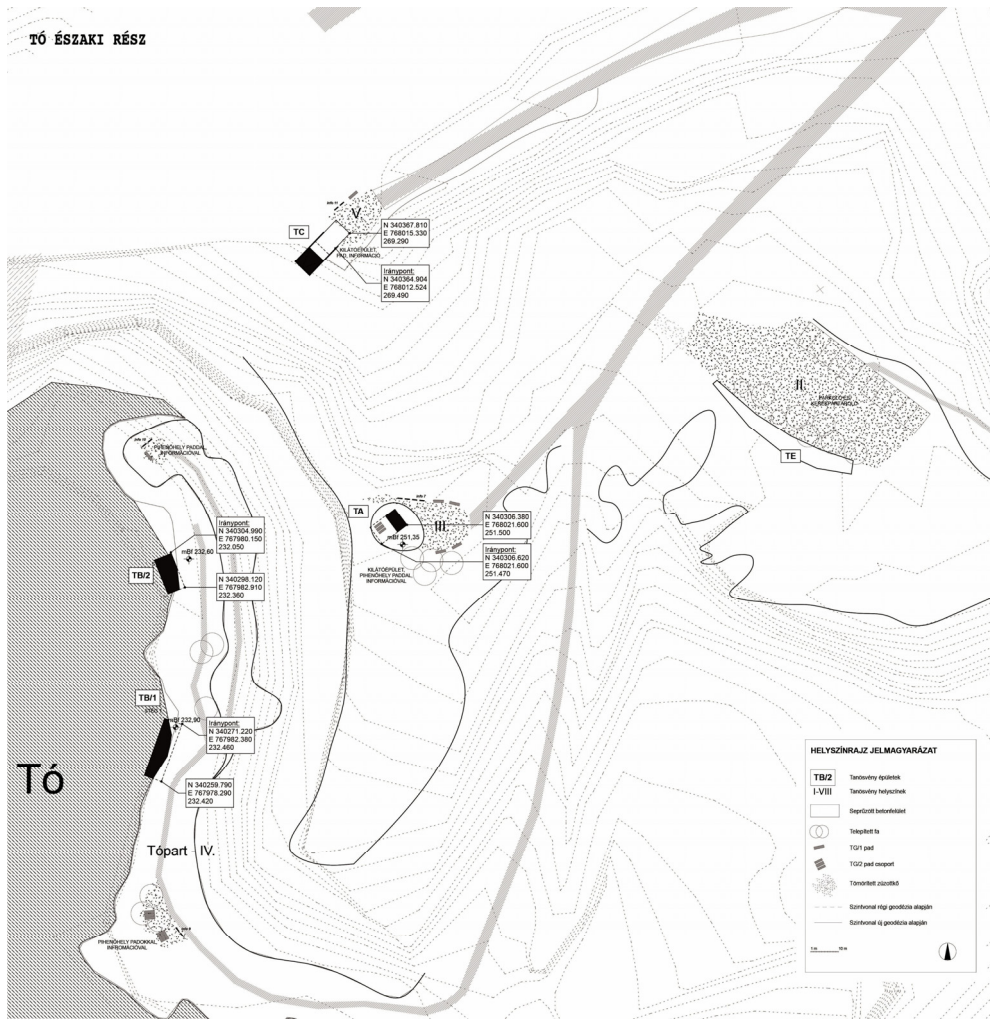 TÓ ÉSZAKI RÉSZ
V.
TC
KILÁTÓÉPÜLET,
PAD, INFORMÁCIÓ
N 340367.810
E 768015.330
269.290
Iránypont:
N 340364.904
E 768012.524
269.490
II.
TE
PIHENŐHELY PADDAL,
INFORMÁCIÓVAL
TA
III.
mBf 251,35
N 340306.380
E 768021.600
251.500
Iránypont:
N 340306.620
E 768021.600
251.470
KILÁTÓÉPÜLET,
PIHENŐHELY PADDAL,
INFORMÁCIÓVAL
Iránypont:
N 340304.990
E 767980.150
232.050
mBf 232,60
TB/2
N 340298.120
E 767982.910
232.360
TB/1
mBf 232,90
Iránypont:
N 340271.220
E 767982.380
232.460
N 340259.790
E 767978.290
232.420
Tó
Tópart IV.
PIHENŐHELY PADOKKAL,
INFROMÁCIÓVAL
HELYSZÍNRAJZ JELMAGYARÁZAT
TB/2 Tanösvény épületek
I-VIII Tanösvény helyszínek
Seprűzött betonfelület
Telepített fa
TG/1 pad
TG/2 pad csoport
Tömörített zúzottkő
Szintvonal régi geodézia alapján
Szintvonal új geodézia alapján
1 m 10 m